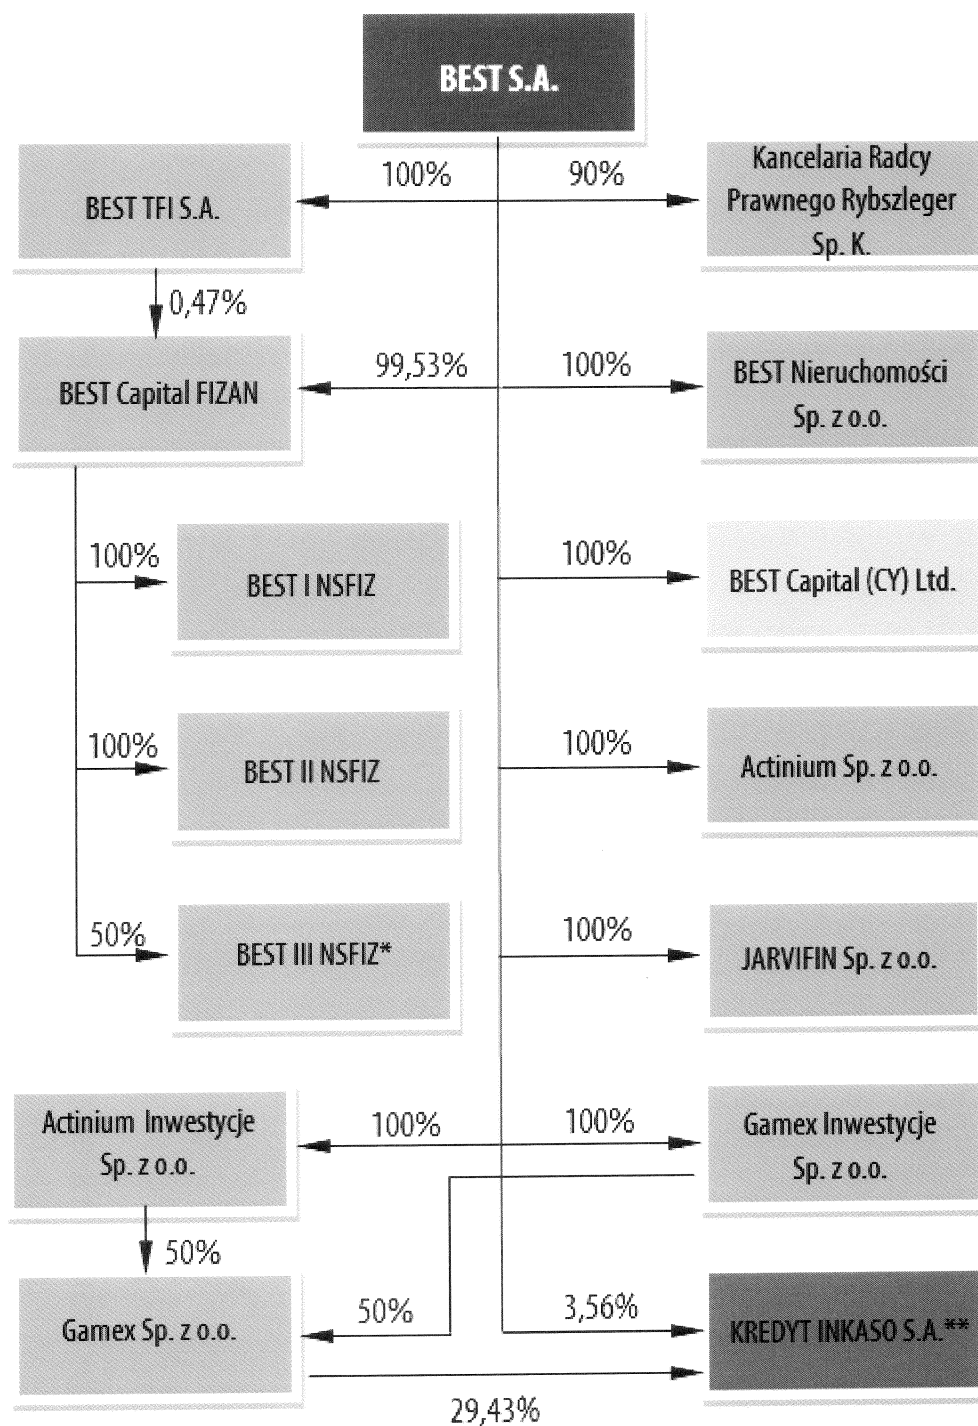 BEST S.A.
100%
90%
BEST TFI S.A.
Kancelaria Radcy
Prawnego Rybszleger
Sp. K.
0,47%
99,53%
100%
BEST Capital FIZAN
BEST Nieruchomości
Sp. z o.o.
100%
BEST I NSFIZ
100%
BEST Capital (CY) Ltd.
100%
BEST II NSFIZ
100%
Actinium Sp. z o.o.
50%
BEST III NSFIZ*
100%
JARVIFIN Sp. z o.o.
Actinium Inwestycje
Sp. z o.o.
100%
100%
Gamex Inwestycje
Sp. z o.o.
50%
Gamex Sp. z o.o.
50%
3,56%
KREDYT INKASO S.A.**
29,43%